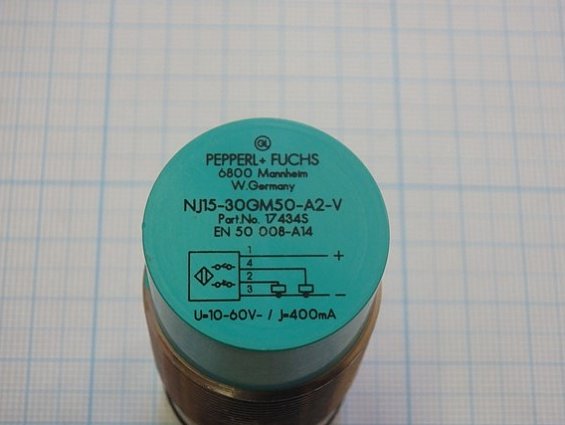 GL
PEPPERL+ FUCHS
6800 Mannheim
W.Germany
NJ15-30GM50-A2-V
Part.No. 17434S
EN 50 008-A14
1
+
4
2
3
−
U=10-60V- / J=400mA